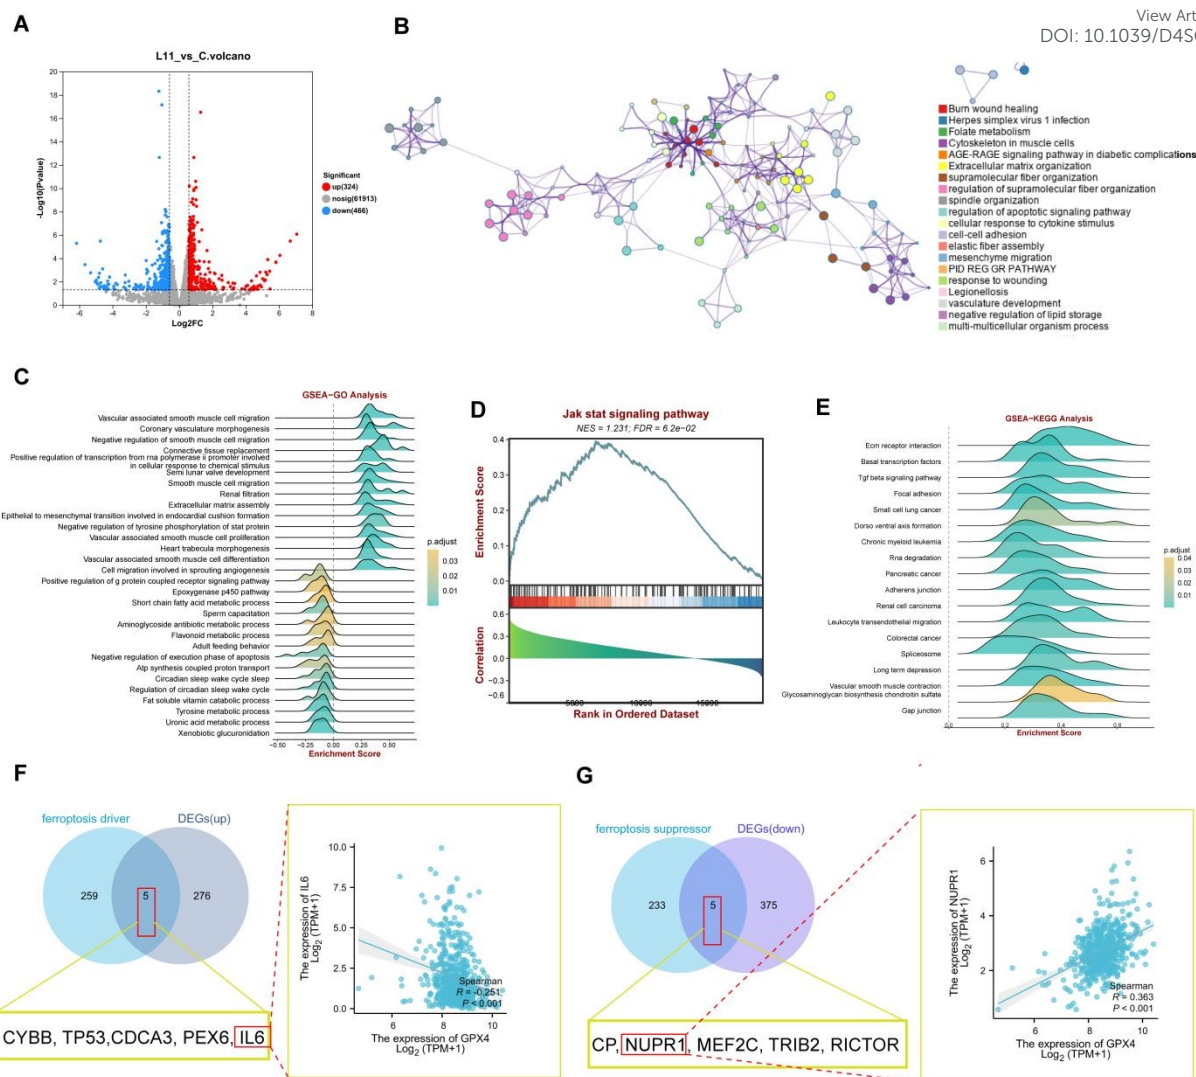 View Art
DOI: 10.1039/D4S
A
L11_vs_C.volcano
20
18
16
14
12
10
8
6
4
2
0
-Log10(Pvalue)
-8
-6
-4
-2
0
2
4
6
8
Log2FC
Significant
up(324)
nosig(61913)
down(466)
B
Burn wound healing
Herpes simplex virus 1 infection
Folate metabolism
Cytoskeleton in muscle cells
AGE-RAGE signaling pathway in diabetic complications
Extracellular matrix organization
supramolecular fiber organization
regulation of supramolecular fiber organization
spindle organization
regulation of apoptotic signaling pathway
cellular response to cytokine stimulus
cell-cell adhesion
elastic fiber assembly
mesenchyme migration
PID REG GR PATHWAY
response to wounding
Legionellosis
vasculature development
negative regulation of lipid storage
multi-multicellular organism process
C
GSEA-GO Analysis
Vascular associated smooth muscle cell migration
Coronary vasculature morphogenesis
Negative regulation of smooth muscle cell migration
Connective tissue replacement
Positive regulation of transcription from rna polymerase ii promoter involved
in cellular response to chemical stimulus
Semi lunar valve development
Smooth muscle cell migration
Renal filtration
Extracellular matrix assembly
Epithelial to mesenchymal transition involved in endocardial cushion formation
Negative regulation of tyrosine phosphorylation of stat protein
Vascular associated smooth muscle cell proliferation
Heart trabecula morphogenesis
Vascular associated smooth muscle cell differentiation
Cell migration involved in sprouting angiogenesis
Positive regulation of g protein coupled receptor signaling pathway
Epoxygenase p450 pathway
Short chain fatty acid metabolic process
Sperm capacitation
Aminoglycoside antibiotic metabolic process
Flavonoid metabolic process
Adult feeding behavior
Negative regulation of execution phase of apoptosis
Atp synthesis coupled proton transport
Circadian sleep wake cycle sleep
Regulation of circadian sleep wake cycle
Fat soluble vitamin catabolic process
Tyrosine metabolic process
Uronic acid metabolic process
Xenobiotic glucuronidation
−0.50
−0.25
0.00
0.25
0.50
Enrichment Score
p.adjust
0.03
0.02
0.01
D
Jak stat signaling pathway
NES = 1.231; FDR = 6.2e−02
0.4
0.3
0.2
0.1
0.0
Enrichment Score
0.6
0.3
0.0
−0.3
−0.6
Correlation
5000
10000
15000
Rank in Ordered Dataset
E
GSEA-KEGG Analysis
Ecm receptor interaction
Basal transcription factors
Tgf beta signaling pathway
Focal adhesion
Small cell lung cancer
Dorso ventral axis formation
Chronic myeloid leukemia
Rna degradation
Pancreatic cancer
Adherens junction
Renal cell carcinoma
Leukocyte transendothelial migration
Colorectal cancer
Spliceosome
Long term depression
Vascular smooth muscle contraction
Glycosaminoglycan biosynthesis chondroitin sulfate
Gap junction
0.0
0.2
0.4
0.6
Enrichment Score
p.adjust
0.04
0.03
0.02
0.01
F
ferroptosis driver
DEGs(up)
259
5
276
CYBB, TP53,CDCA3, PEX6, IL6
The expression of IL6
Log2 (TPM+1)
10.0
7.5
5.0
2.5
0.0
Spearman
R = -0.251
P < 0.001
6
8
10
The expression of GPX4
Log2 (TPM+1)
G
ferroptosis suppressor
DEGs(down)
233
5
375
CP, NUPR1, MEF2C, TRIB2, RICTOR
The expression of NUPR1
Log2 (TPM+1)
6
4
2
Spearman
R = 0.363
P < 0.001
6
8
10
The expression of GPX4
Log2 (TPM+1)